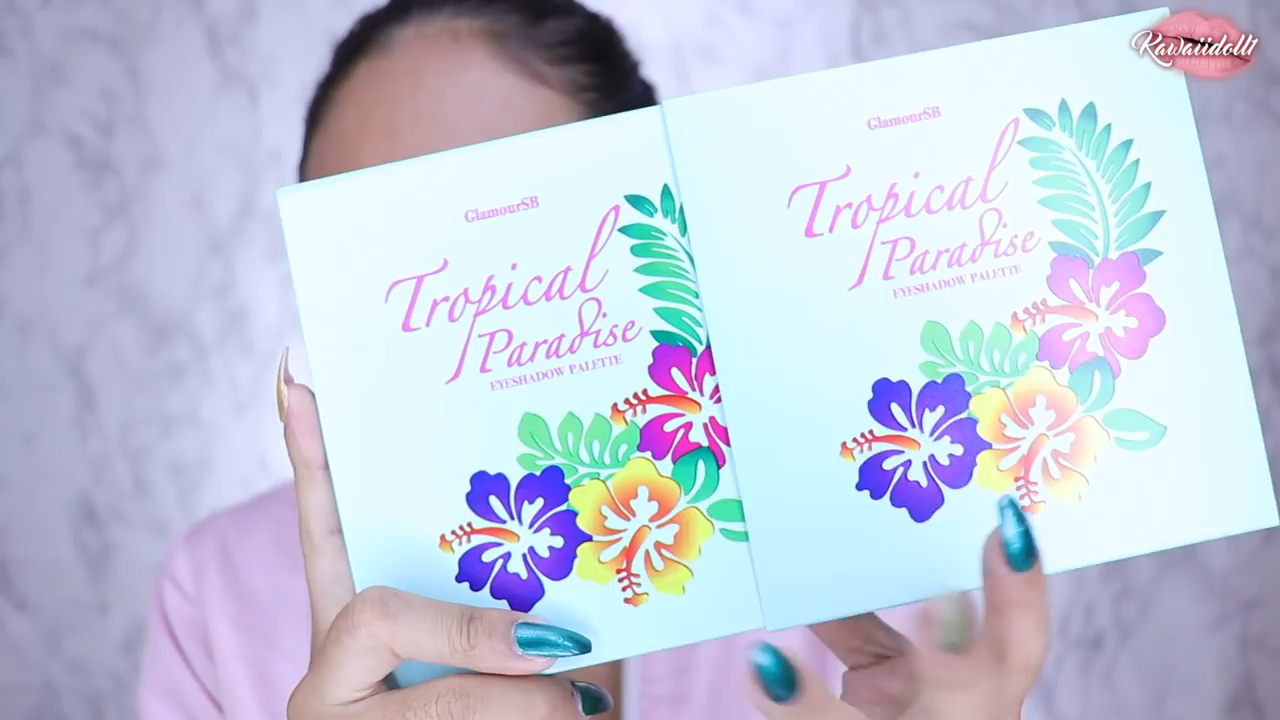 Kawaiidoll1
GlamourSB
Tropical
Paradise
EYESHADOW PALETTE
GlamourSB
Tropical
Paradise
EYESHADOW PALETTE